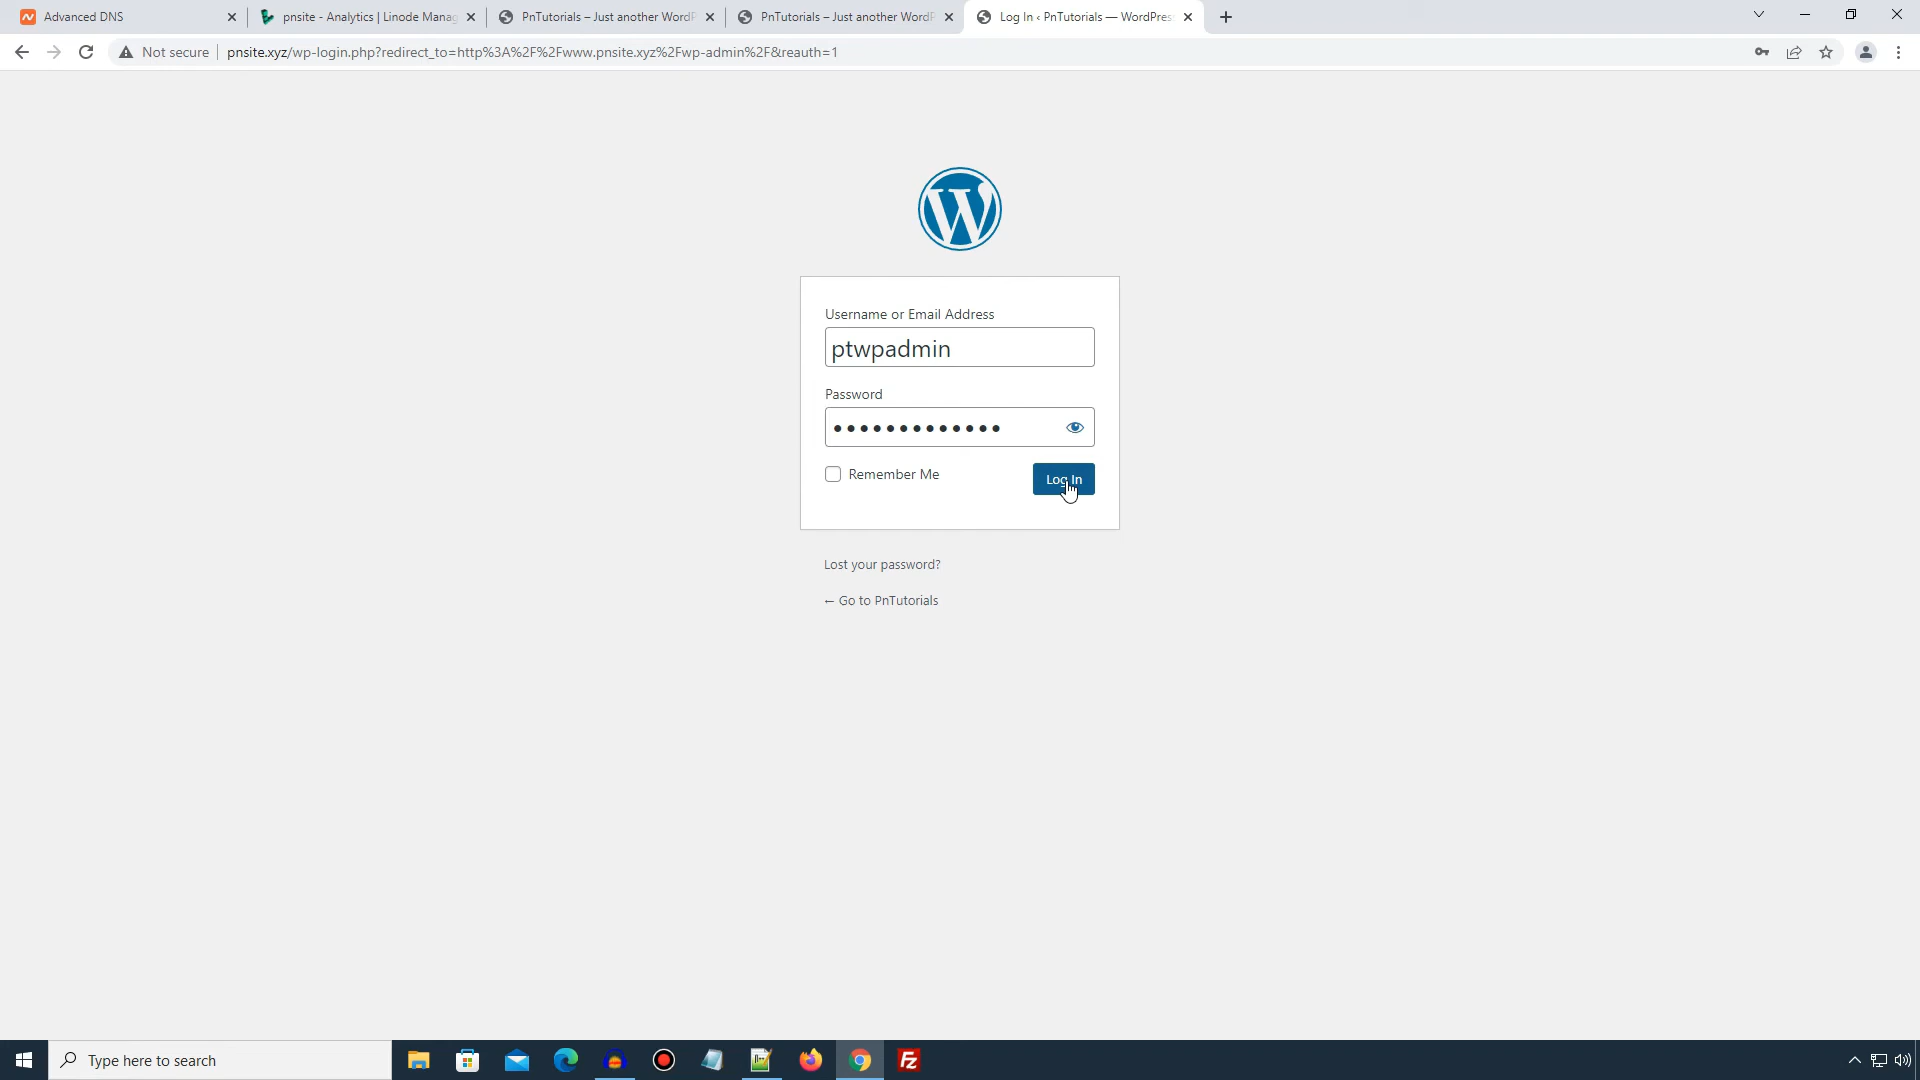 Advanced DNS
pnsite - Analytics | Linode Manag
PnTutorials – Just another WordP
PnTutorials – Just another WordP
Log In ‹ PnTutorials — WordPress
Not secure
pnsite.xyz/wp-login.php?redirect_to=http%3A%2F%2Fwww.pnsite.xyz%2Fwp-admin%2F&reauth=1
Username or Email Address
ptwpadmin
Password
Remember Me
Log In
Lost your password?
← Go to PnTutorials
Type here to search